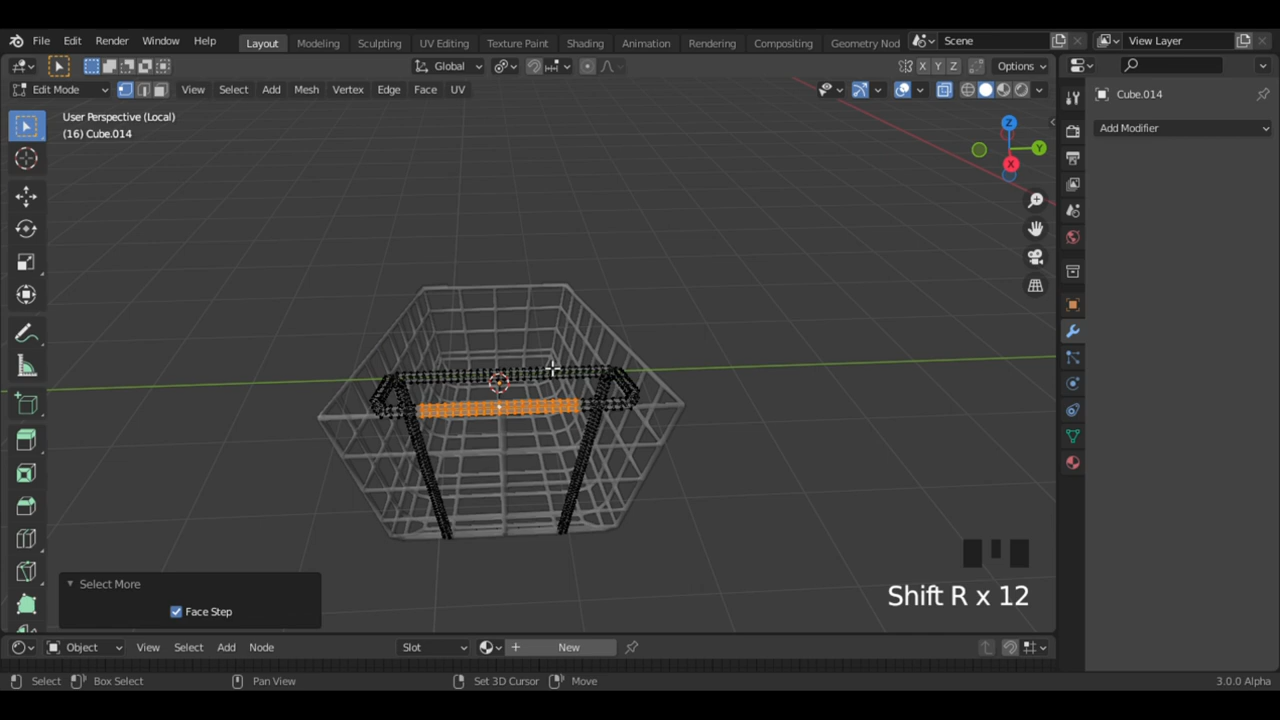 File Edit Render Window Help Layout Modeling Sculpting UV Editing Texture Paint Shading Animation Rendering Compositing Geometry Nod Scene View Layer
Global X Y Z Options
Edit Mode View Select Add Mesh Vertex Edge Face UV
Cube.014
User Perspective (Local)
(16) Cube.014
Add Modifier
Z
Y
X
Select More
Face Step
Shift R x 12
Object View Select Add Node Slot New
Select Box Select Pan View Set 3D Cursor Move 3.0.0 Alpha